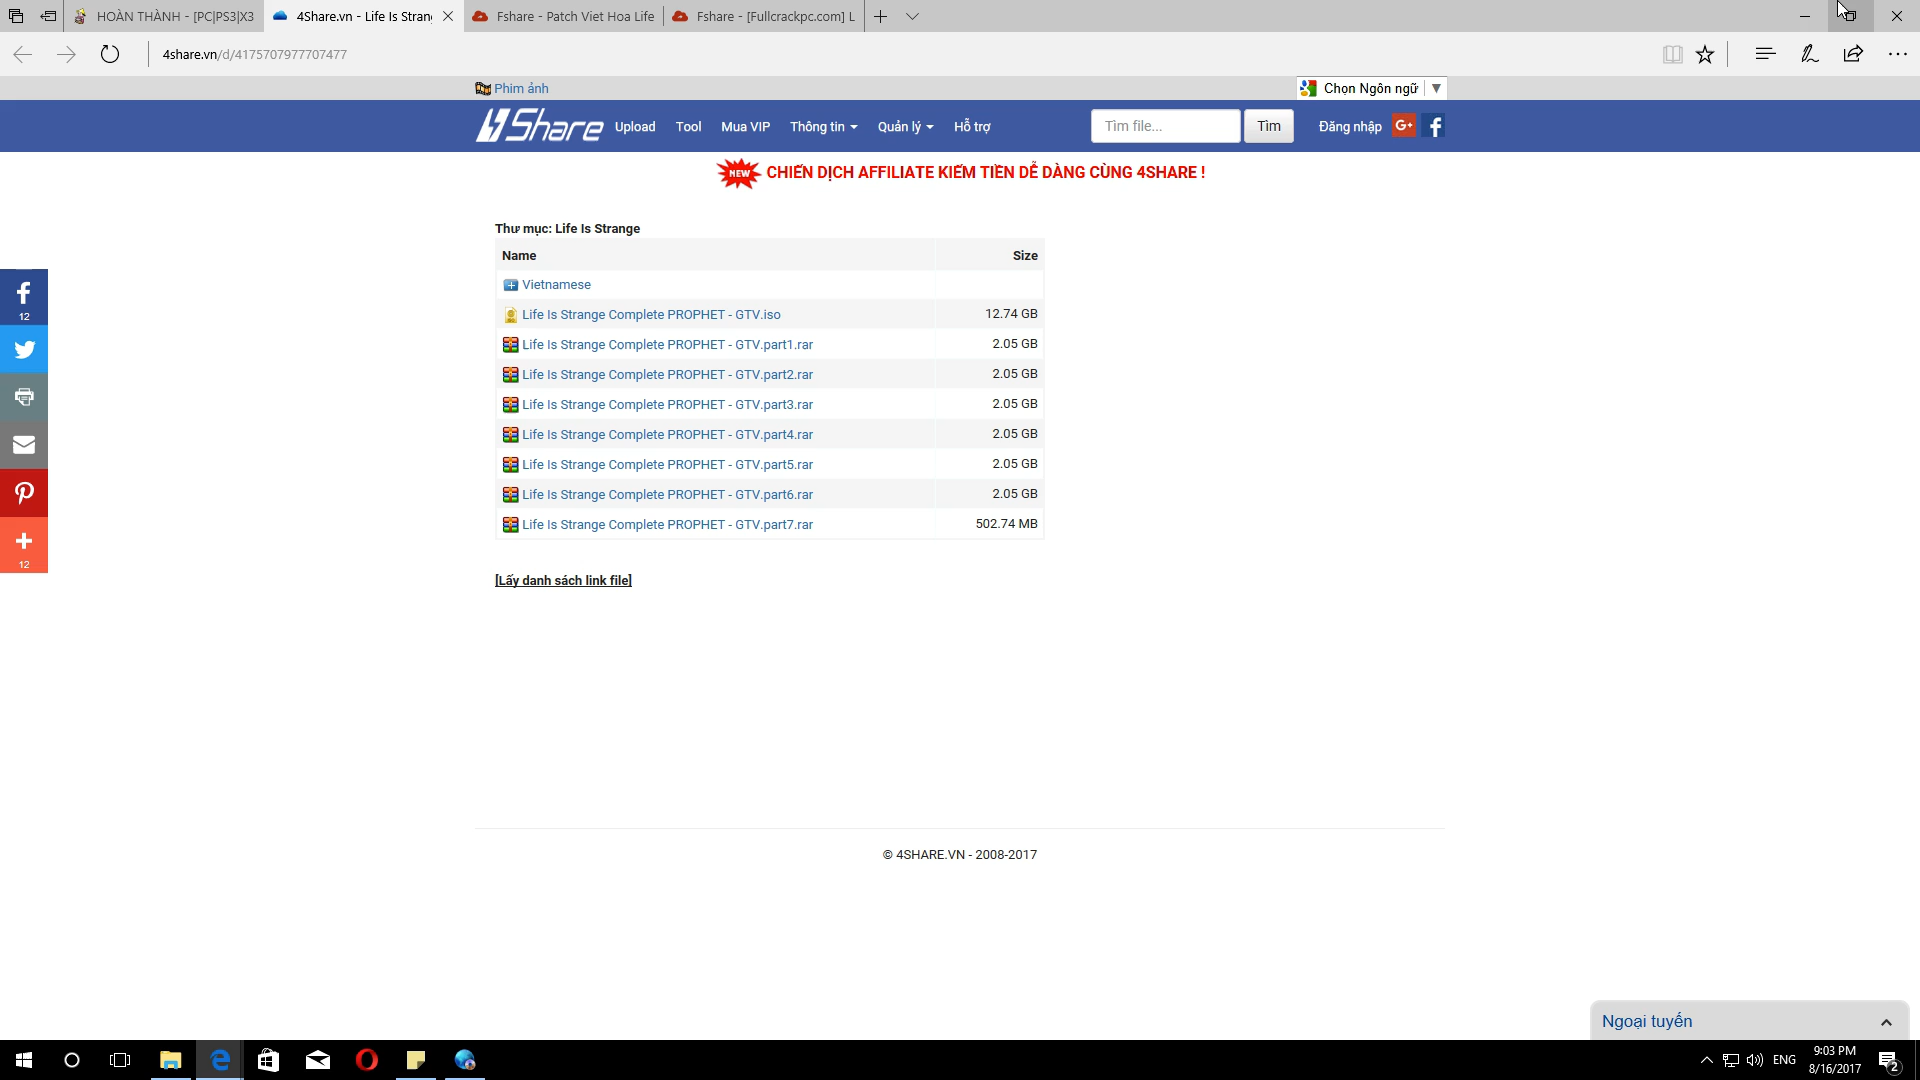 HOÀN THÀNH - [PC|PS3|X3
4Share.vn - Life Is Stran
Fshare - Patch Viet Hoa Life
Fshare - [Fullcrackpc.com] L
4share.vn/d/4175707977707477
Phim ảnh
Chọn Ngôn ngữ ▼
4Share
Upload
Tool
Mua VIP
Thông tin
Quản lý
Hỗ trợ
Tìm file...
Tìm
Đăng nhập
G+
NEW
CHIẾN DỊCH AFFILIATE KIẾM TIỀN DỄ DÀNG CÙNG 4SHARE !
Thư mục: Life Is Strange
Name Size
Vietnamese
Life Is Strange Complete PROPHET - GTV.iso 12.74 GB
Life Is Strange Complete PROPHET - GTV.part1.rar 2.05 GB
Life Is Strange Complete PROPHET - GTV.part2.rar 2.05 GB
Life Is Strange Complete PROPHET - GTV.part3.rar 2.05 GB
Life Is Strange Complete PROPHET - GTV.part4.rar 2.05 GB
Life Is Strange Complete PROPHET - GTV.part5.rar 2.05 GB
Life Is Strange Complete PROPHET - GTV.part6.rar 2.05 GB
Life Is Strange Complete PROPHET - GTV.part7.rar 502.74 MB
[Lấy danh sách link file]
12
12
© 4SHARE.VN - 2008-2017
Ngoại tuyến
ENG
9:03 PM
8/16/2017
2